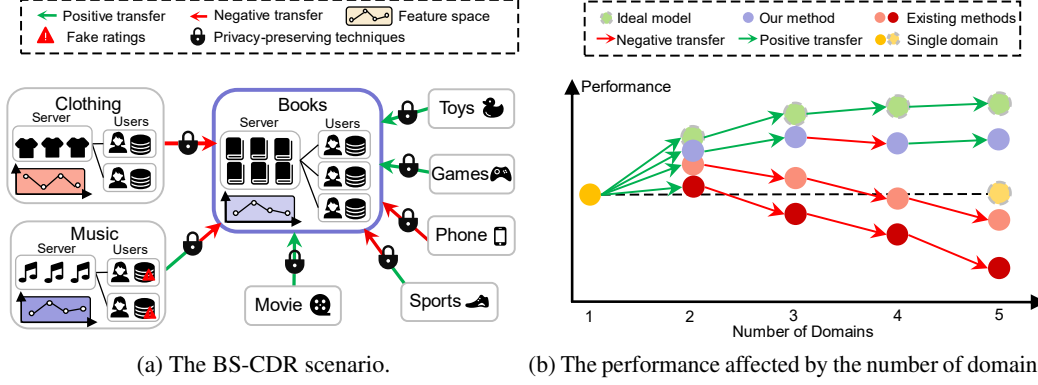 Positive transfer Negative transfer Feature space
Fake ratings Privacy-preserving techniques
Clothing
Server Users
Music
Server Users
Books
Server Users
Toys
Games
Phone
Sports
Movie
(a) The BS-CDR scenario.
Ideal model Our method Existing methods
Negative transfer Positive transfer Single domain
Performance
1 2 3 4 5
Number of Domains
(b) The performance affected by the number of domain